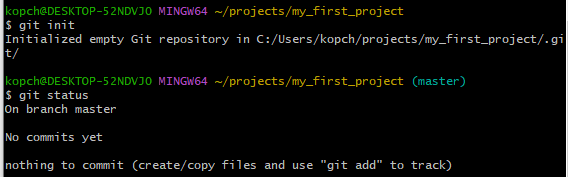 kopch@DESKTOP-52NDVJO MINGW64 ~/projects/my_first_project
$ git init
Initialized empty Git repository in C:/Users/kopch/projects/my_first_project/.gi
t/
kopch@DESKTOP-52NDVJO MINGW64 ~/projects/my_first_project (master)
$ git status
On branch master
No commits yet
nothing to commit (create/copy files and use "git add" to track)